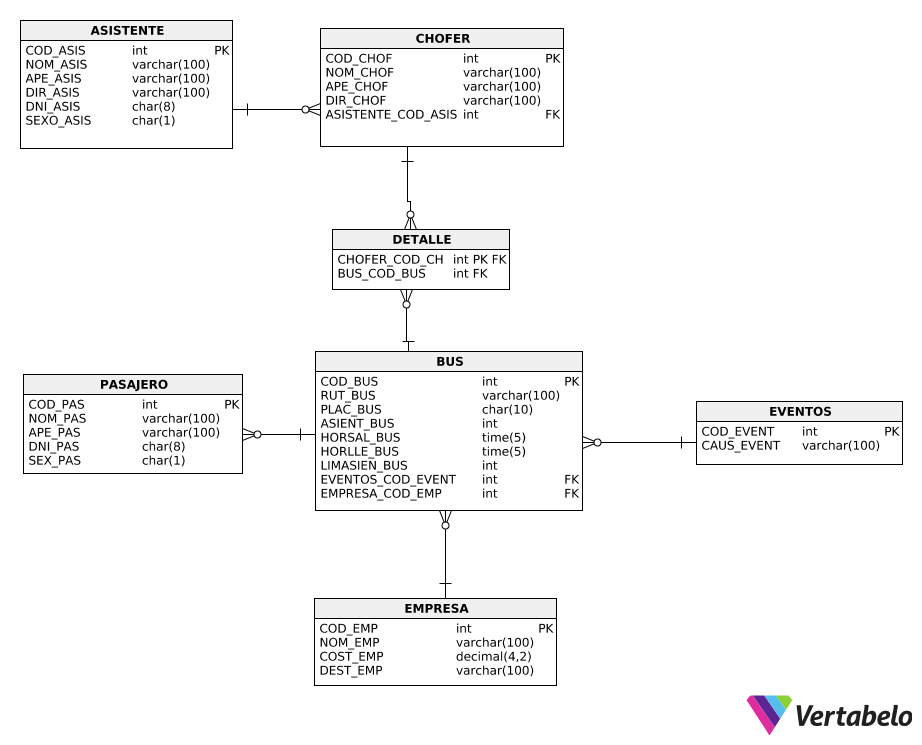 ASISTENTE
COD_ASIS int PK
NOM_ASIS varchar(100)
APE_ASIS varchar(100)
DIR_ASIS varchar(100)
DNI_ASIS char(8)
SEXO_ASIS char(1)
CHOFER
COD_CHOF int PK
NOM_CHOF varchar(100)
APE_CHOF varchar(100)
DIR_CHOF varchar(100)
ASISTENTE_COD_ASIS int FK
DETALLE
CHOFER_COD_CH int PK FK
BUS_COD_BUS int FK
PASAJERO
COD_PAS int PK
NOM_PAS varchar(100)
APE_PAS varchar(100)
DNI_PAS char(8)
SEX_PAS char(1)
BUS
COD_BUS int PK
RUT_BUS varchar(100)
PLAC_BUS char(10)
ASIENT_BUS int
HORSAL_BUS time(5)
HORLLE_BUS time(5)
LIMASIEN_BUS int
EVENTOS_COD_EVENT int FK
EMPRESA_COD_EMP int FK
EVENTOS
COD_EVENT int PK
CAUS_EVENT varchar(100)
EMPRESA
COD_EMP int PK
NOM_EMP varchar(100)
COST_EMP decimal(4,2)
DEST_EMP varchar(100)
Vertabelo